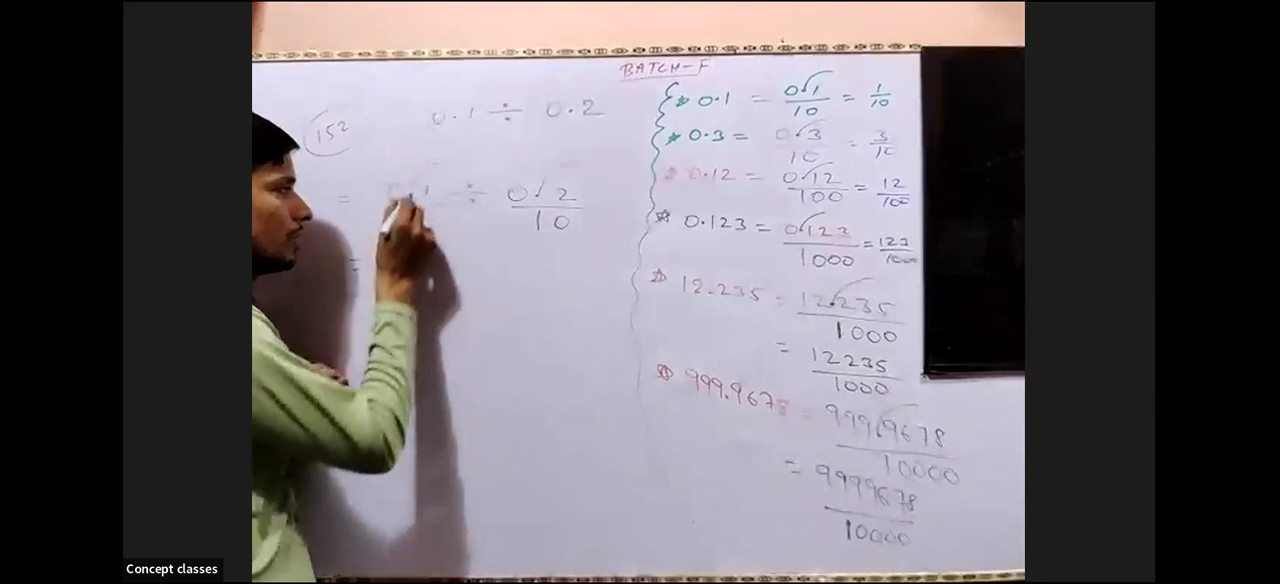 BATCH-F
152 0.1 ÷ 0.2
= 0.1 ÷ 0.2/10
=
0.1 = 0.1/10 = 1/10
0.3 = 0.3/10 = 3/10
0.12 = 0.12/100 = 12/100
0.123 = 0.123/1000 = 123/1000
12.235 = 12.235/1000
= 12235/1000
999.9678 = 999.9678/10000
= 9999678/10000
Concept classes